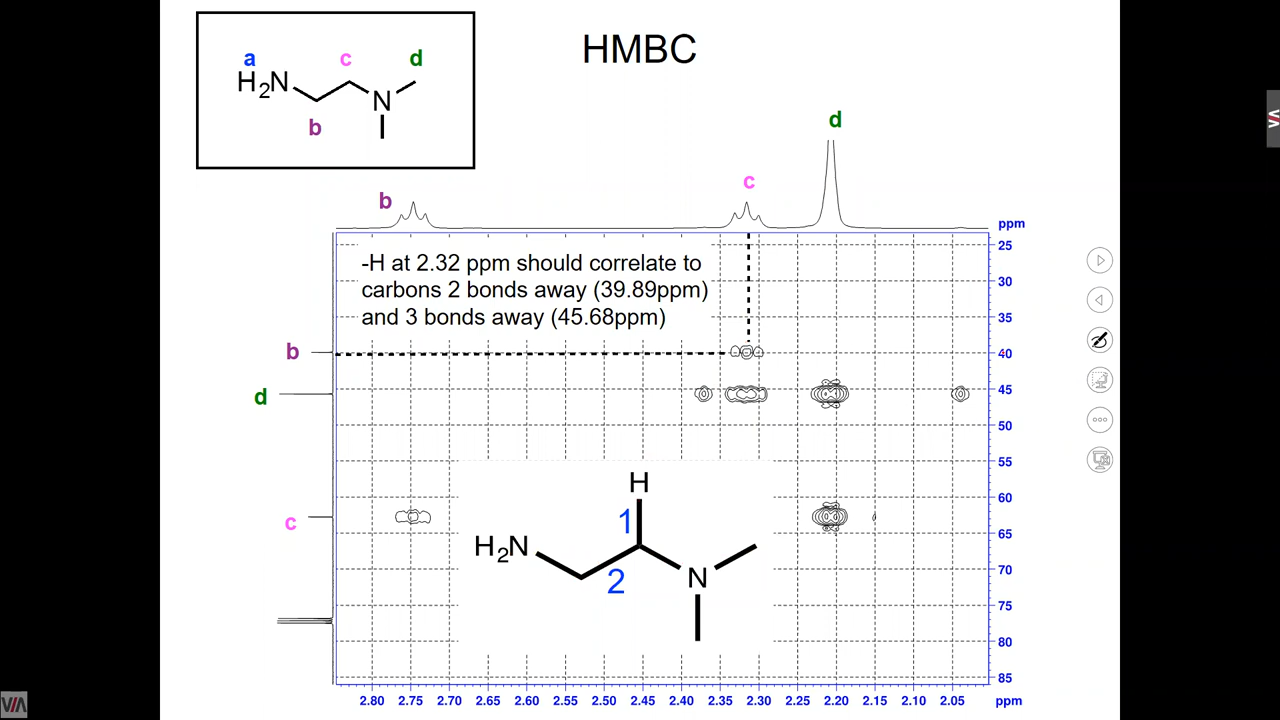 HMBC
a
c
d
H2N
N
b
d
c
b
ppm
-H at 2.32 ppm should correlate to
carbons 2 bonds away (39.89ppm)
and 3 bonds away (45.68ppm)
25
30
35
b
40
d
45
50
55
H
60
c
1
65
H2N
2
N
70
75
80
85
2.80 2.75 2.70 2.65 2.60 2.55 2.50 2.45 2.40 2.35 2.30 2.25 2.20 2.15 2.10 2.05 ppm
VIA
VIA